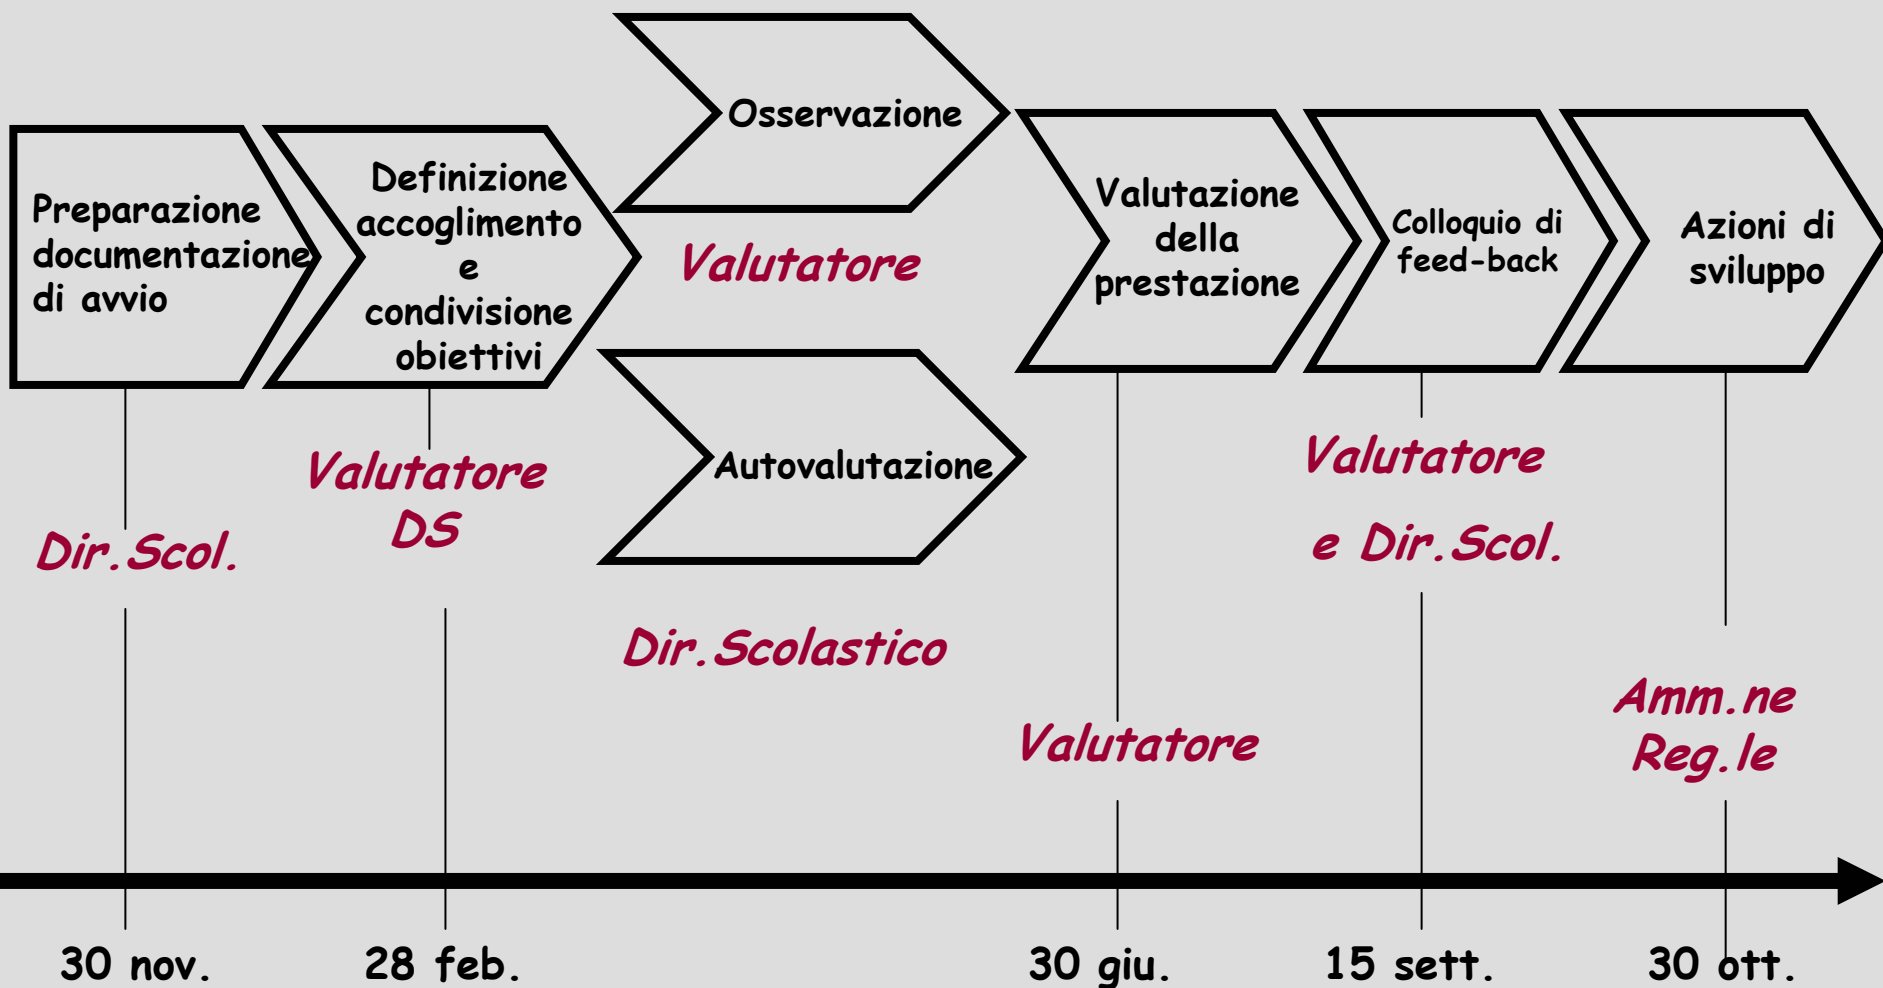 Preparazione
documentazione
di avvio
Definizione
accoglimento
e
condivisione
obiettivi
Osservazione
Valutatore
Autovalutazione
Dir.Scolastico
Valutazione
della
prestazione
Colloquio di
feed-back
Azioni di
sviluppo
Dir.Scol.
Valutatore
DS
Valutatore
Valutatore
e Dir.Scol.
Amm.ne
Reg.le
30 nov.
28 feb.
30 giu.
15 sett.
30 ott.